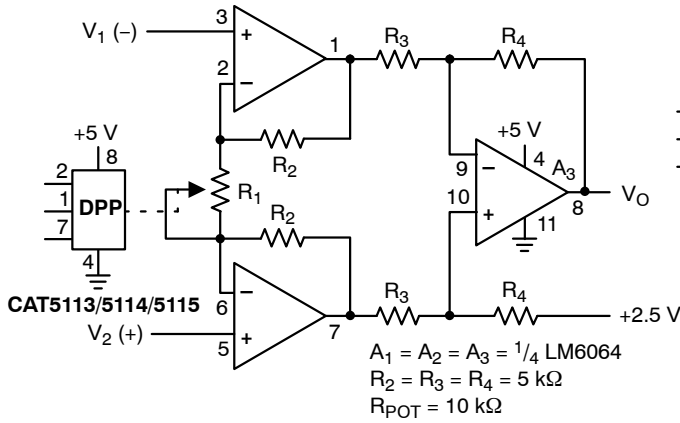 V1 (–)
3
+
1
R3
R4
2
–
+5 V
8
R2
+5 V
4
A3
9
–
2
1
7
DPP
R1
10
+
8
VO
11
R2
4
CAT5113/5114/5115
6
–
7
R3
R4
+2.5 V
V2 (+)
5
+
A1 = A2 = A3 = 1/4 LM6064
R2 = R3 = R4 = 5 kΩ
RPOT = 10 kΩ